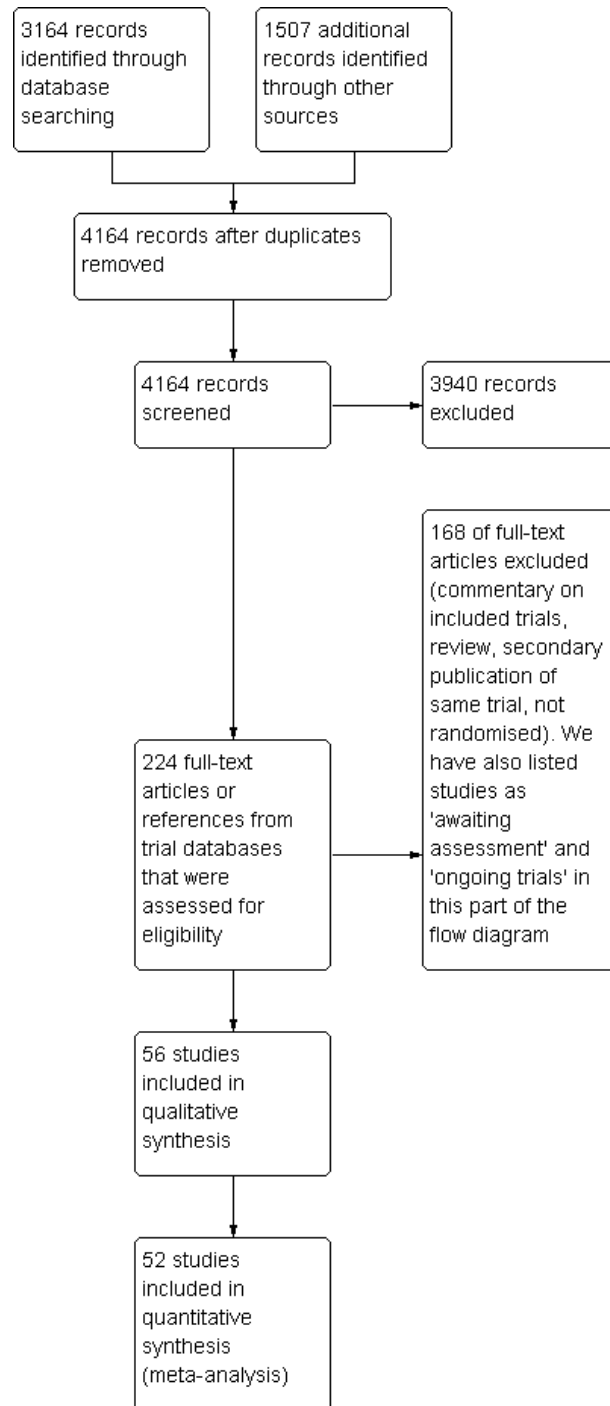 3164 records
identified through
database
searching
1507 additional
records identified
through other
sources
4164 records after duplicates
removed
4164 records
screened
3940 records
excluded
168 of full-text
articles excluded
(commentary on
included trials,
review, secondary
publication of
same trial, not
randomised). We
have also listed
studies as
'awaiting
assessment' and
'ongoing trials' in
this part of the
flow diagram
224 full-text
articles or
references from
trial databases
that were
assessed for
eligibility
56 studies
included in
qualitative
synthesis
52 studies
included in
quantitative
synthesis
(meta-analysis)